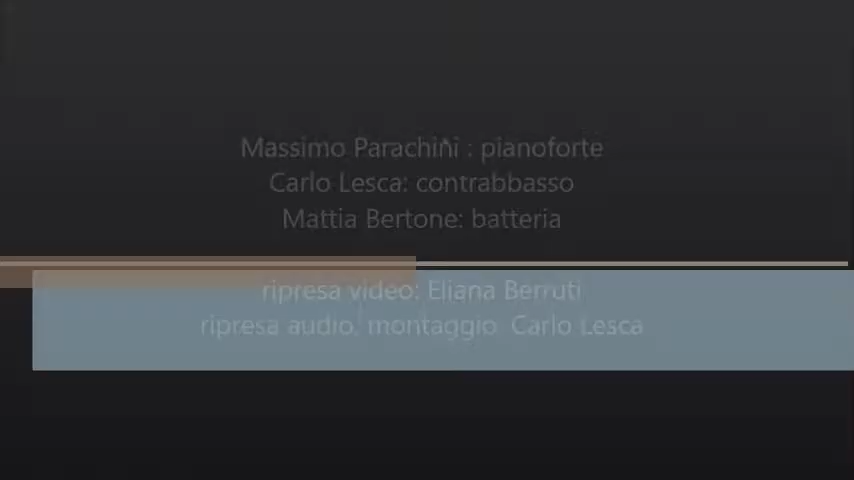 Massimo Parachini : pianoforte
Carlo Lesca: contrabbasso
Mattia Bertone: batteria
ripresa video: Eliana Berruti
ripresa audio, montaggio Carlo Lesca